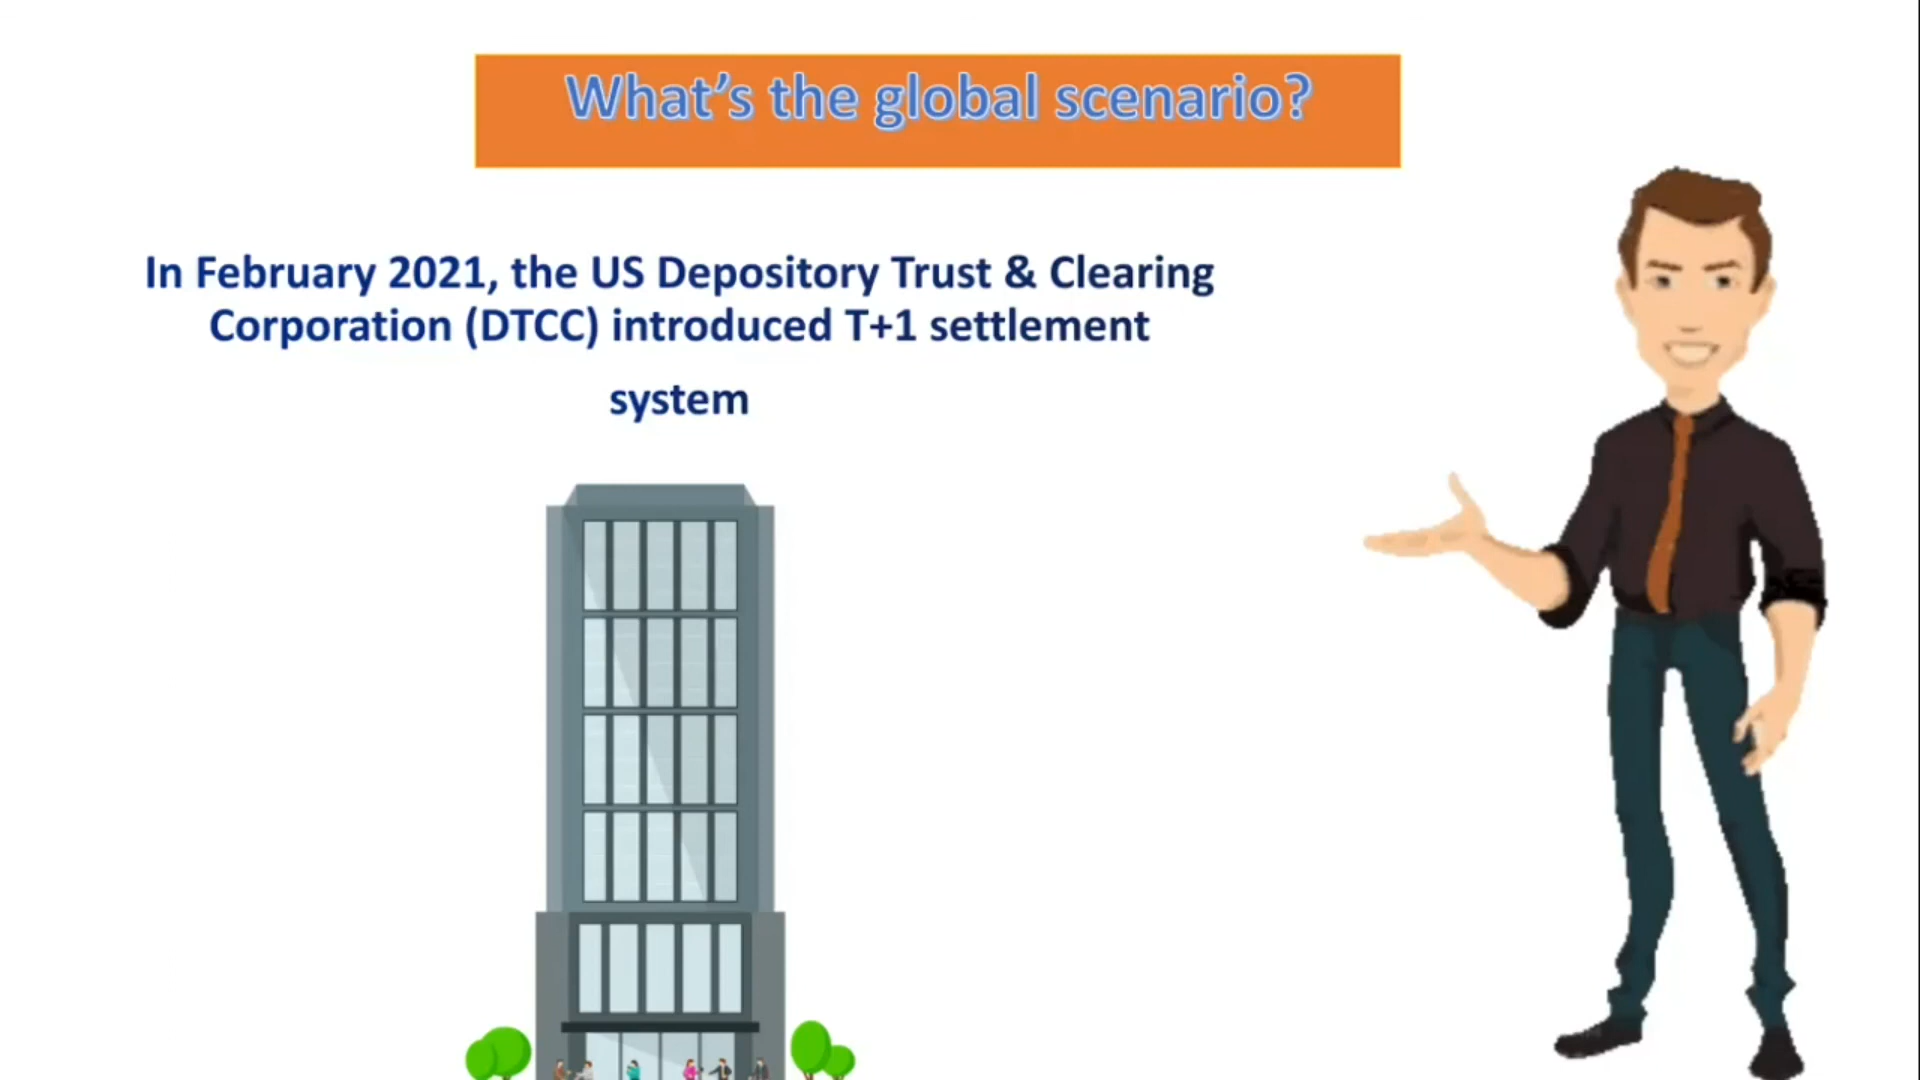 What’s the global scenario?
In February 2021, the US Depository Trust & Clearing
Corporation (DTCC) introduced T+1 settlement
system